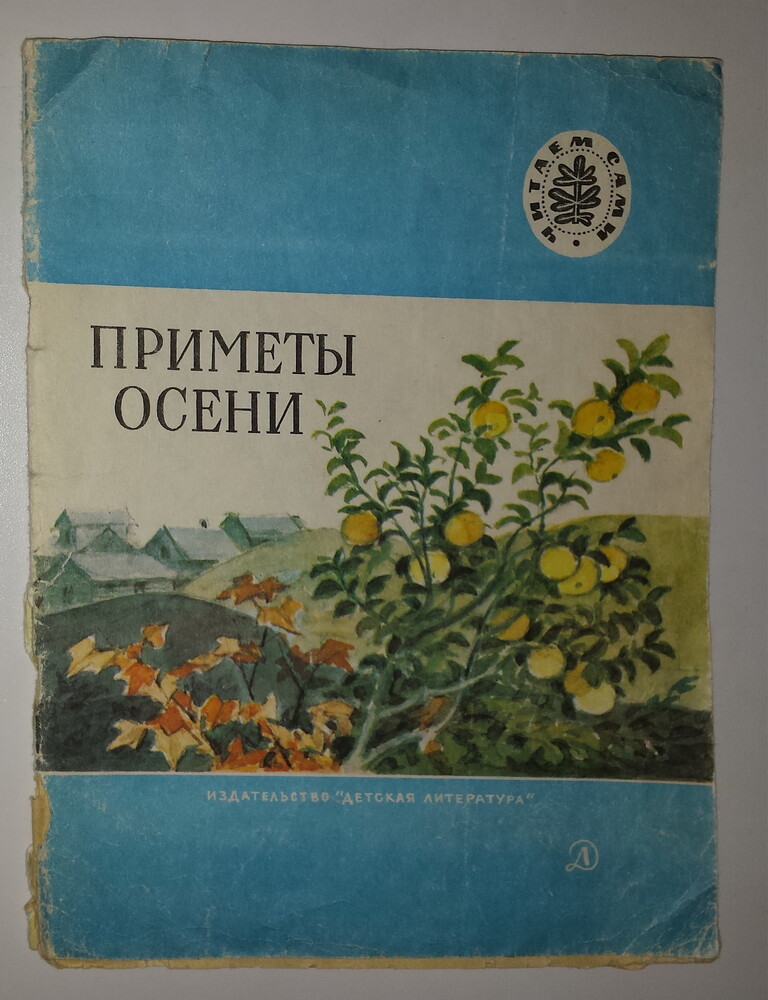 ЧИТАЕМ САМИ
ПРИМЕТЫ
ОСЕНИ
ИЗДАТЕЛЬСТВО "ДЕТСКАЯ ЛИТЕРАТУРА"
Д